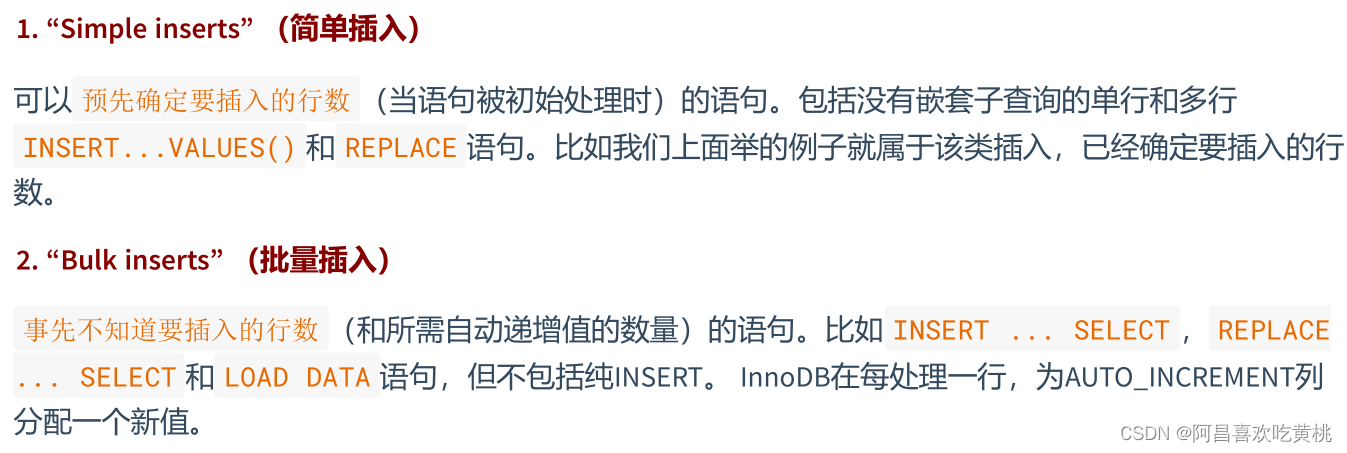 1. “Simple inserts” （简单插入）
可以 预先确定要插入的行数 （当语句被初始处理时）的语句。包括没有嵌套子查询的单行和多行
INSERT...VALUES() 和 REPLACE 语句。比如我们上面举的例子就属于该类插入，已经确定要插入的行
数。
2. “Bulk inserts” （批量插入）
事先不知道要插入的行数 （和所需自动递增值的数量）的语句。比如 INSERT ... SELECT ， REPLACE
... SELECT 和 LOAD DATA 语句，但不包括纯INSERT。 InnoDB在每处理一行，为AUTO_INCREMENT列
分配一个新值。
CSDN @阿昌喜欢吃黄桃